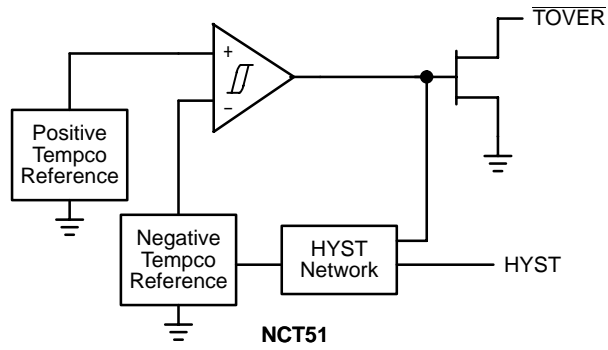 TOVER
+
−
Positive
Tempco
Reference
Negative
Tempco
Reference
HYST
Network
HYST
NCT51